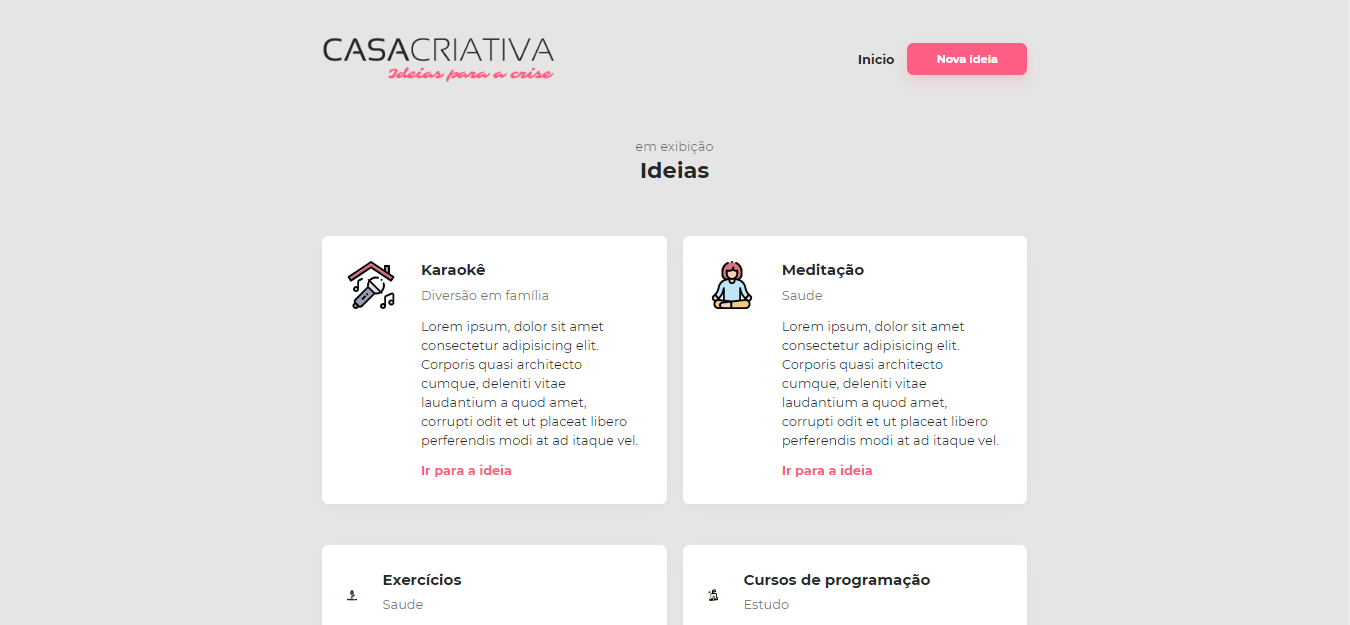 CASACRIATIVA
Ideias para a crise
Inicio
Nova ideia
em exibição
Ideias
Karaokê
Diversão em família
Lorem ipsum, dolor sit amet
consectetur adipisicing elit.
Corporis quasi architecto
cumque, deleniti vitae
laudantium a quod amet,
corrupti odit et ut placeat libero
perferendis modi at ad itaque vel.
Ir para a ideia
Meditação
Saude
Lorem ipsum, dolor sit amet
consectetur adipisicing elit.
Corporis quasi architecto
cumque, deleniti vitae
laudantium a quod amet,
corrupti odit et ut placeat libero
perferendis modi at ad itaque vel.
Ir para a ideia
Exercícios
Saude
Cursos de programação
Estudo